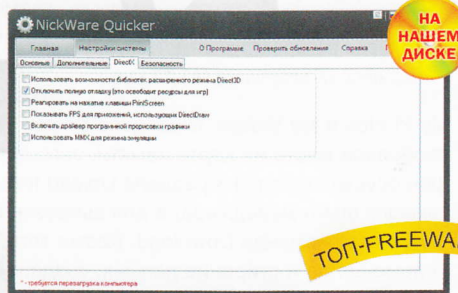 NickWare Quicker
НА
НАШЕМ
ДИСКЕ
Главная Настройки системы О Программе Проверить обновления Справка
Основные Дополнительные DirectX Безопасность
Использовать возможности библиотек расширенного режима Direct3D
Отключить полную отладку (это освободит ресурсы для игр)
Реагировать на нажатие клавиши PrintScreen
Показывать FPS для приложений, использующих DirectDraw
Включить драйвер программной прорисовки графики
Использовать MMX для режима эмуляции
ТОП-FREEWA
* - требуется перезагрузка компьютера